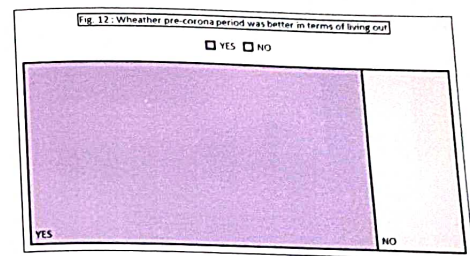 Fig. 12 : Wheather pre-corona period was better in terms of living out
YES NO
YES
NO